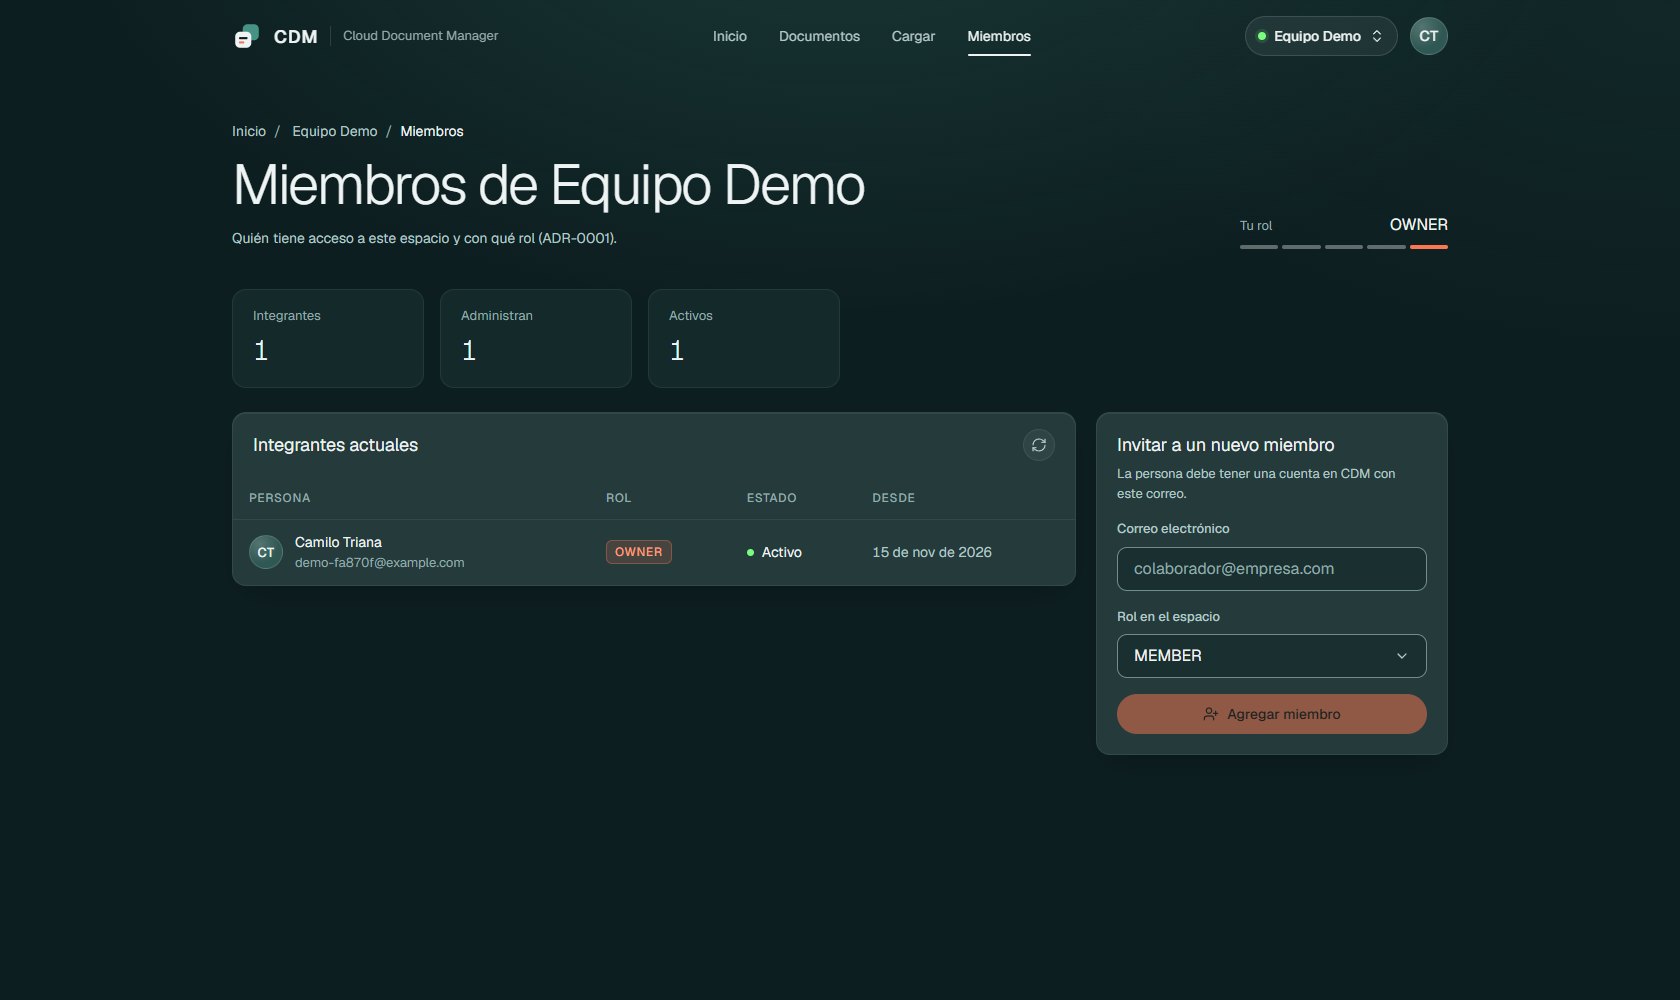 CDM
Cloud Document Manager
Inicio
Documentos
Cargar
Miembros
Equipo Demo
CT
Inicio / Equipo Demo / Miembros
Miembros de Equipo Demo
Quién tiene acceso a este espacio y con qué rol (ADR-0001).
Tu rol
OWNER
Integrantes
1
Administran
1
Activos
1
Integrantes actuales
PERSONA
ROL
ESTADO
DESDE
CT
Camilo Triana
demo-fa870f@example.com
OWNER
Activo
15 de nov de 2026
Invitar a un nuevo miembro
La persona debe tener una cuenta en CDM con
este correo.
Correo electrónico
colaborador@empresa.com
Rol en el espacio
MEMBER
Agregar miembro